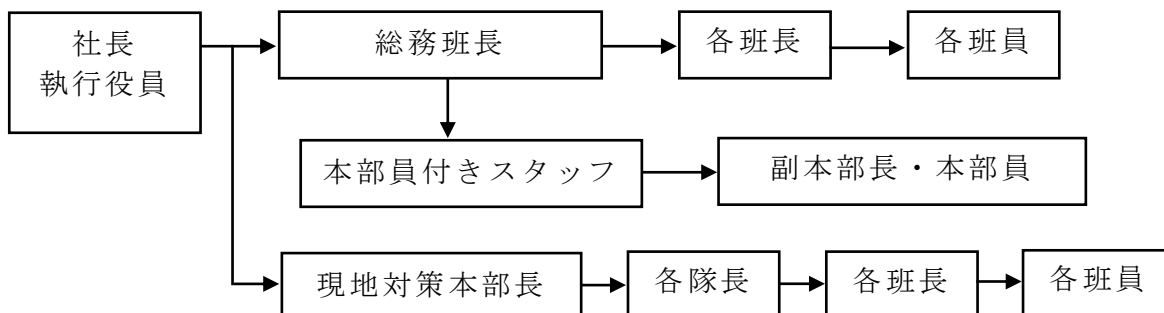 社長
執行役員
総務班長
各班長
各班員
本部員付きスタッフ
副本部長・本部員
現地対策本部長
各隊長
各班長
各班員